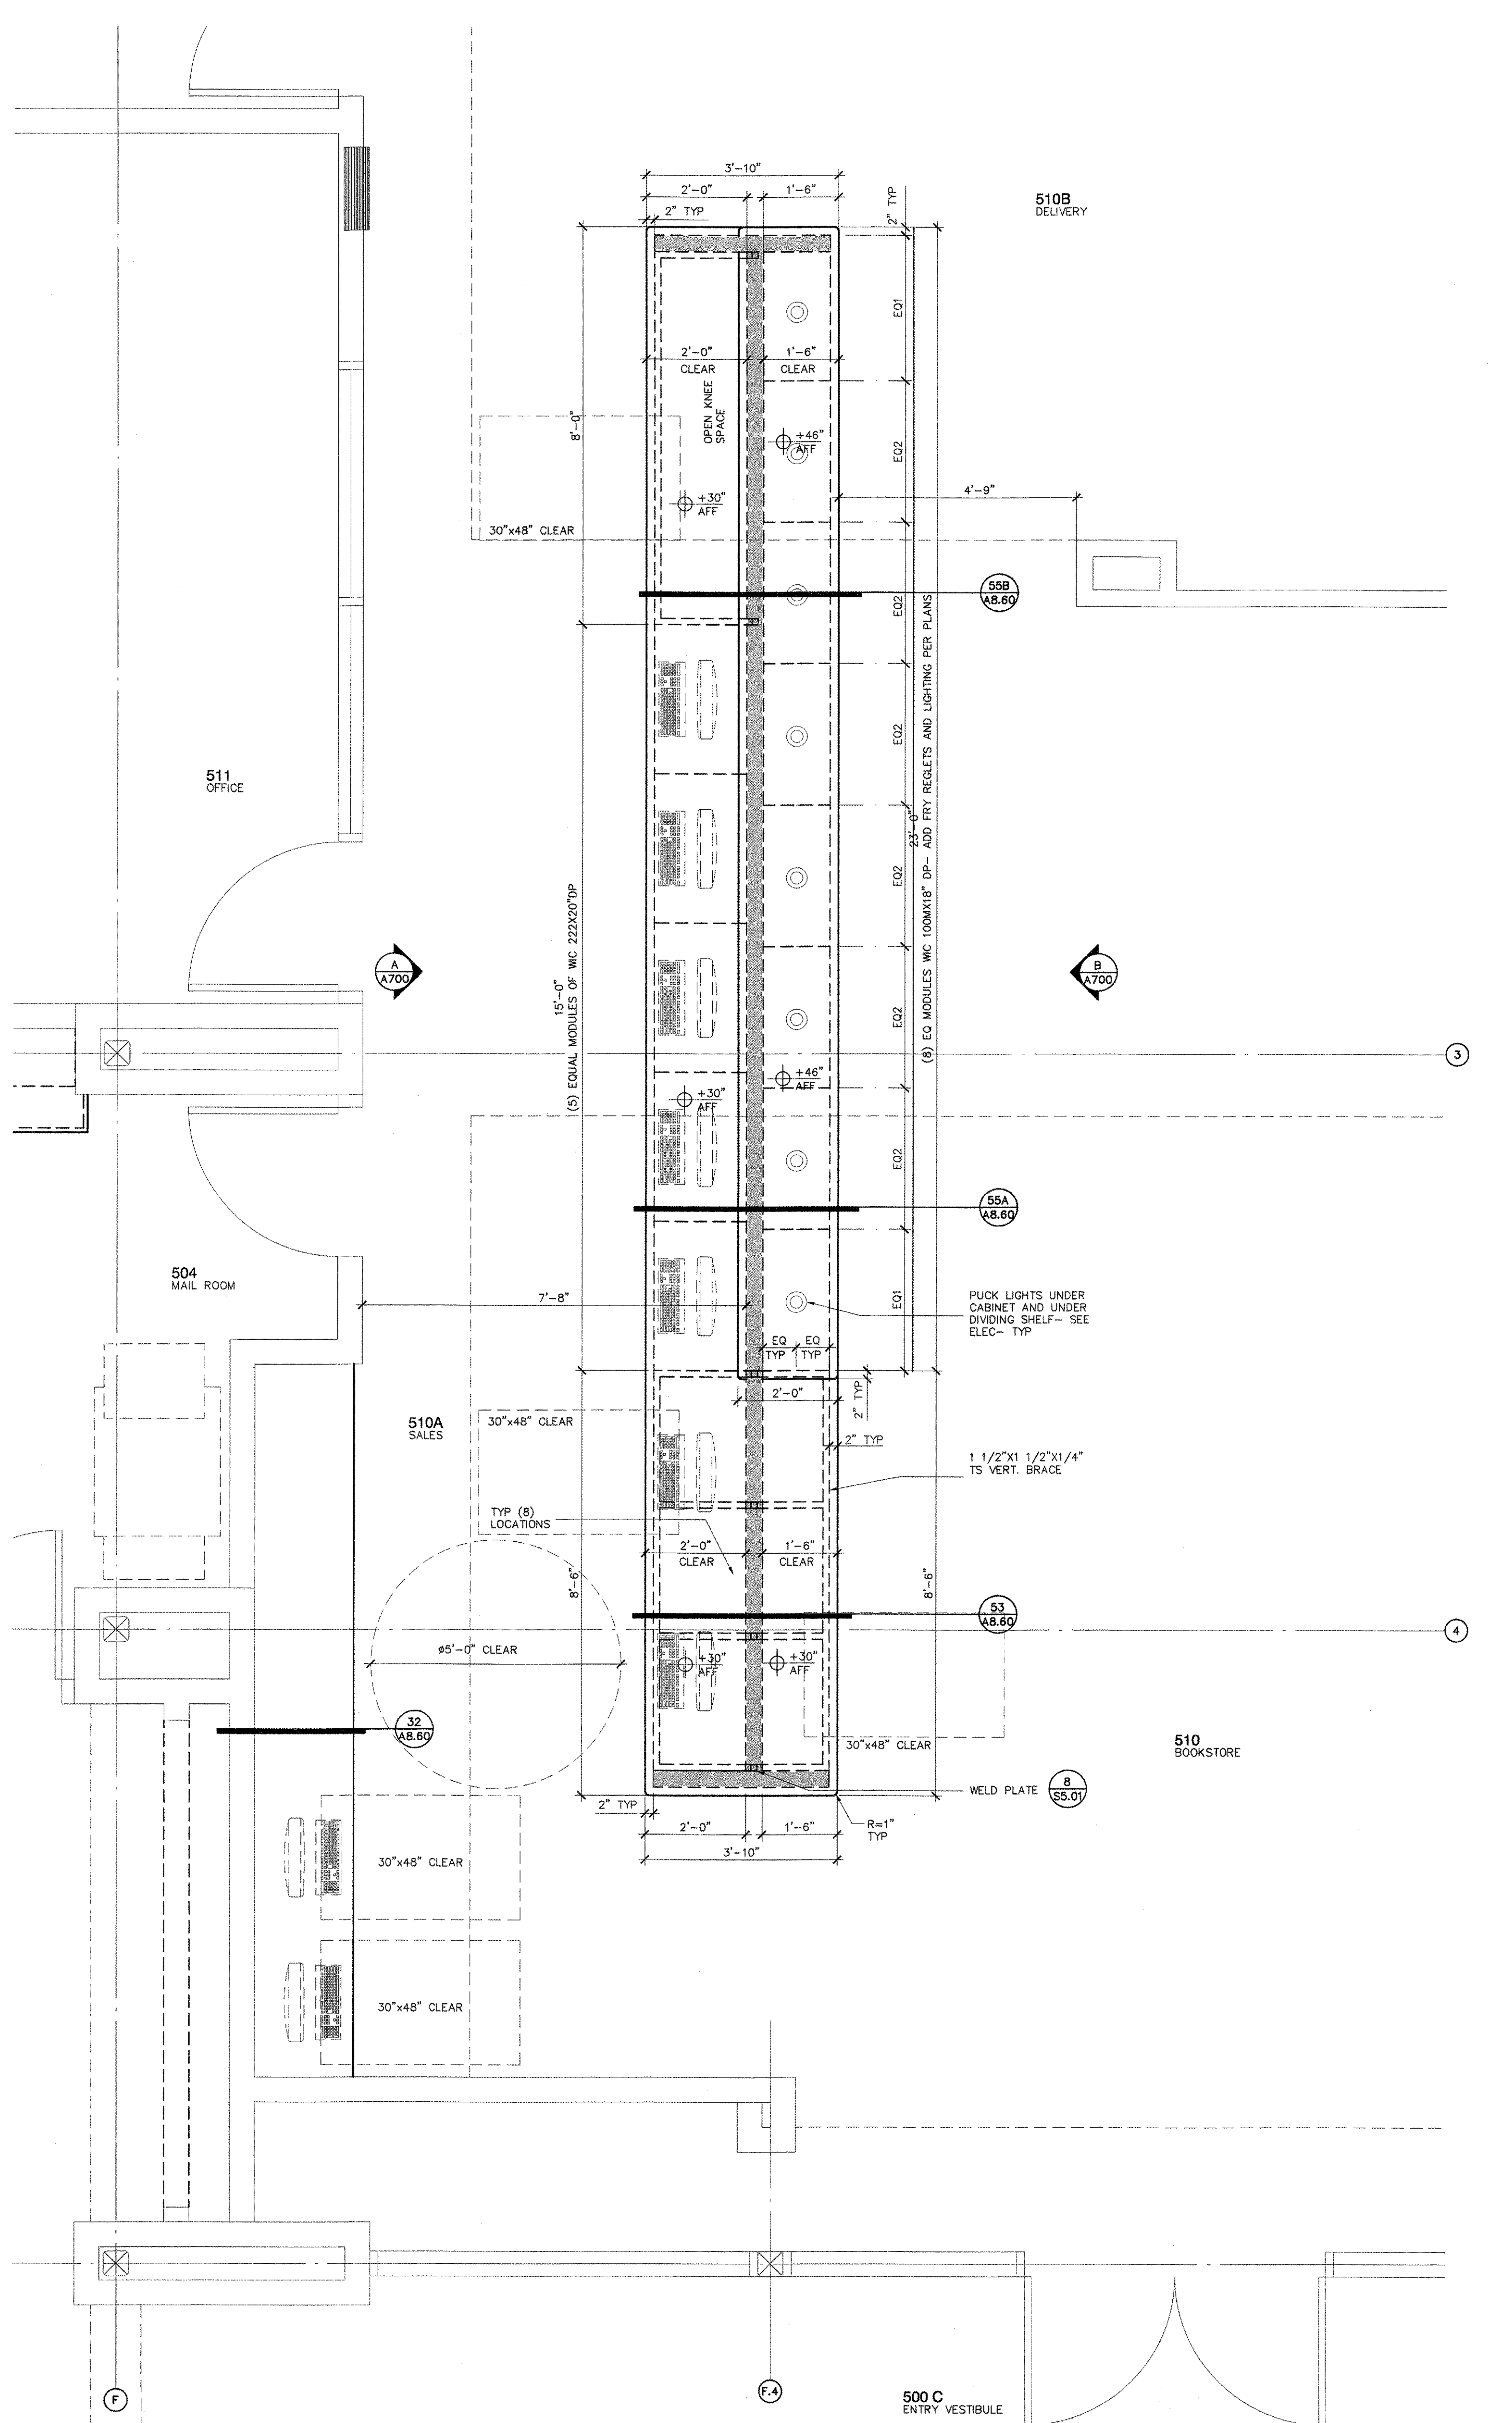 3'-10"
2'-0"
1'-6"
2" TYP
2" TYP
510B
DELIVERY
EQ1
2'-0"
CLEAR
1'-6"
CLEAR
OPEN KNEE
SPACE
8'-0"
+46"
AFF
EQ2
+30"
AFF
4'-9"
30"x48" CLEAR
55B
A8.60
EQ2
EQ2
511
OFFICE
23'-0"
(8) EQ MODULES WIC 100MX18" DP- ADD FRY REGLETS AND LIGHTING PER PLANS
EQ2
15'-0"
(5) EQUAL MODULES OF WIC 222X20"DP
A
A700
B
A700
EQ2
3
+46"
AFF
+30"
AFF
EQ2
55A
A8.60
504
MAIL ROOM
7'-8"
EQ1
PUCK LIGHTS UNDER
CABINET AND UNDER
DIVIDING SHELF- SEE
ELEC- TYP
EQ
TYP
EQ
TYP
2'-0"
2" TYP
510A
SALES
30"x48" CLEAR
2" TYP
1 1/2"X1 1/2"X1/4"
TS VERT. BRACE
TYP (8)
LOCATIONS
2'-0"
CLEAR
1'-6"
CLEAR
8'-6"
8'-6"
53
A8.60
4
ø5'-0" CLEAR
+30"
AFF
+30"
AFF
32
A8.60
30"x48" CLEAR
510
BOOKSTORE
WELD PLATE
8
S5.01
2" TYP
R=1"
TYP
2'-0"
1'-6"
3'-10"
30"x48" CLEAR
30"x48" CLEAR
F
F.4
500 C
ENTRY VESTIBULE